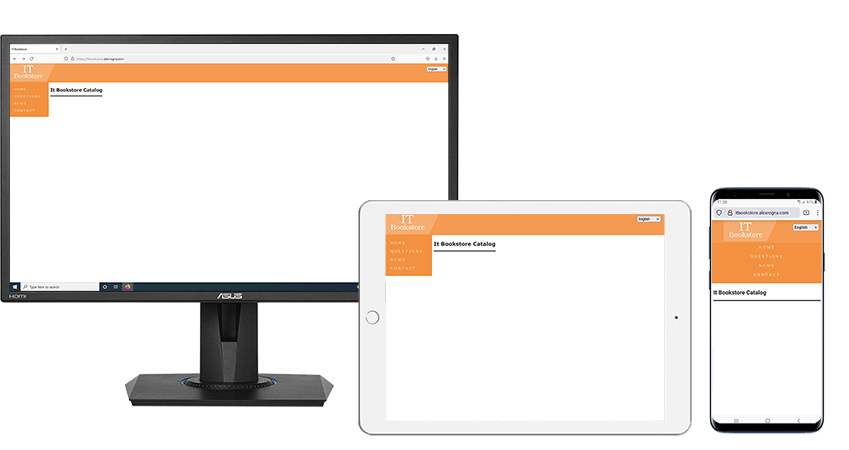 IT Bookstore
https://itbookstore.alexrogra.com
IT
Bookstore
English
HOME
QUESTIONS
NEWS
CONTACT
It Bookstore Catalog
Type here to search
HDMI
ASUS
IT
Bookstore
English
HOME
QUESTIONS
NEWS
CONTACT
It Bookstore Catalog
itbookstore.alexrogra.com
IT
Bookstore
English
HOME
QUESTIONS
NEWS
CONTACT
It Bookstore Catalog